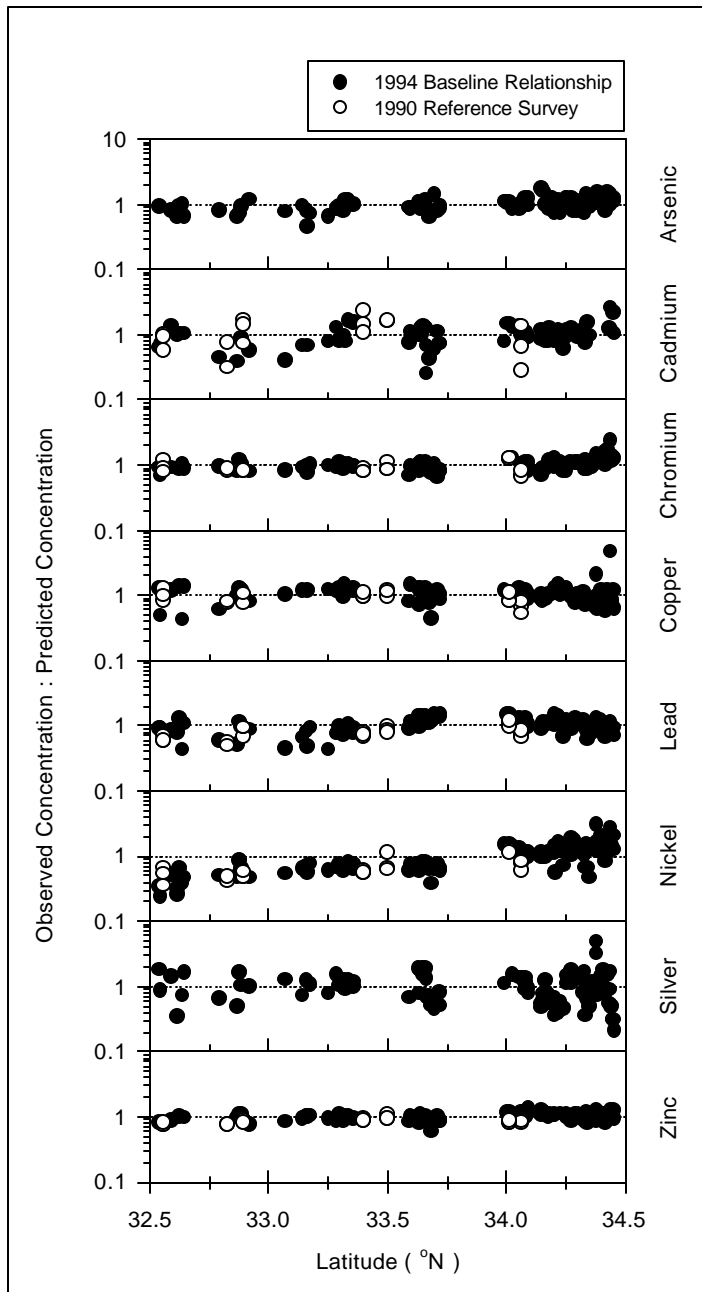 1994 Baseline Relationship
1990 Reference Survey
Observed Concentration : Predicted Concentration
10
1
0.1
Arsenic
1
0.1
Cadmium
1
0.1
Chromium
1
0.1
Copper
1
0.1
Lead
1
0.1
Nickel
1
0.1
Silver
1
0.1
Zinc
32.5 33.0 33.5 34.0 34.5
Latitude ( °N )